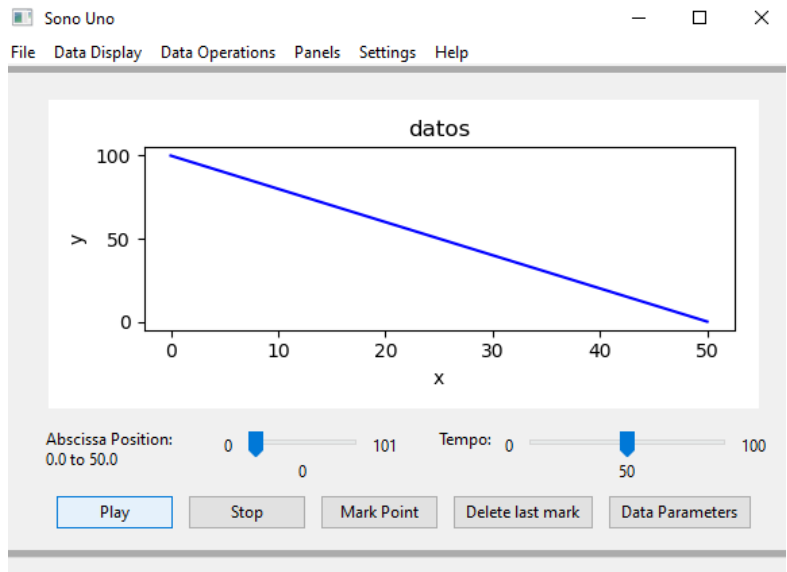 Sono Uno
File Data Display Data Operations Panels Settings Help
datos
100
50
0
y
0 10 20 30 40 50
x
Abscissa Position: 0 101 Tempo: 0 100
0.0 to 50.0
0 50
Play Stop Mark Point Delete last mark Data Parameters